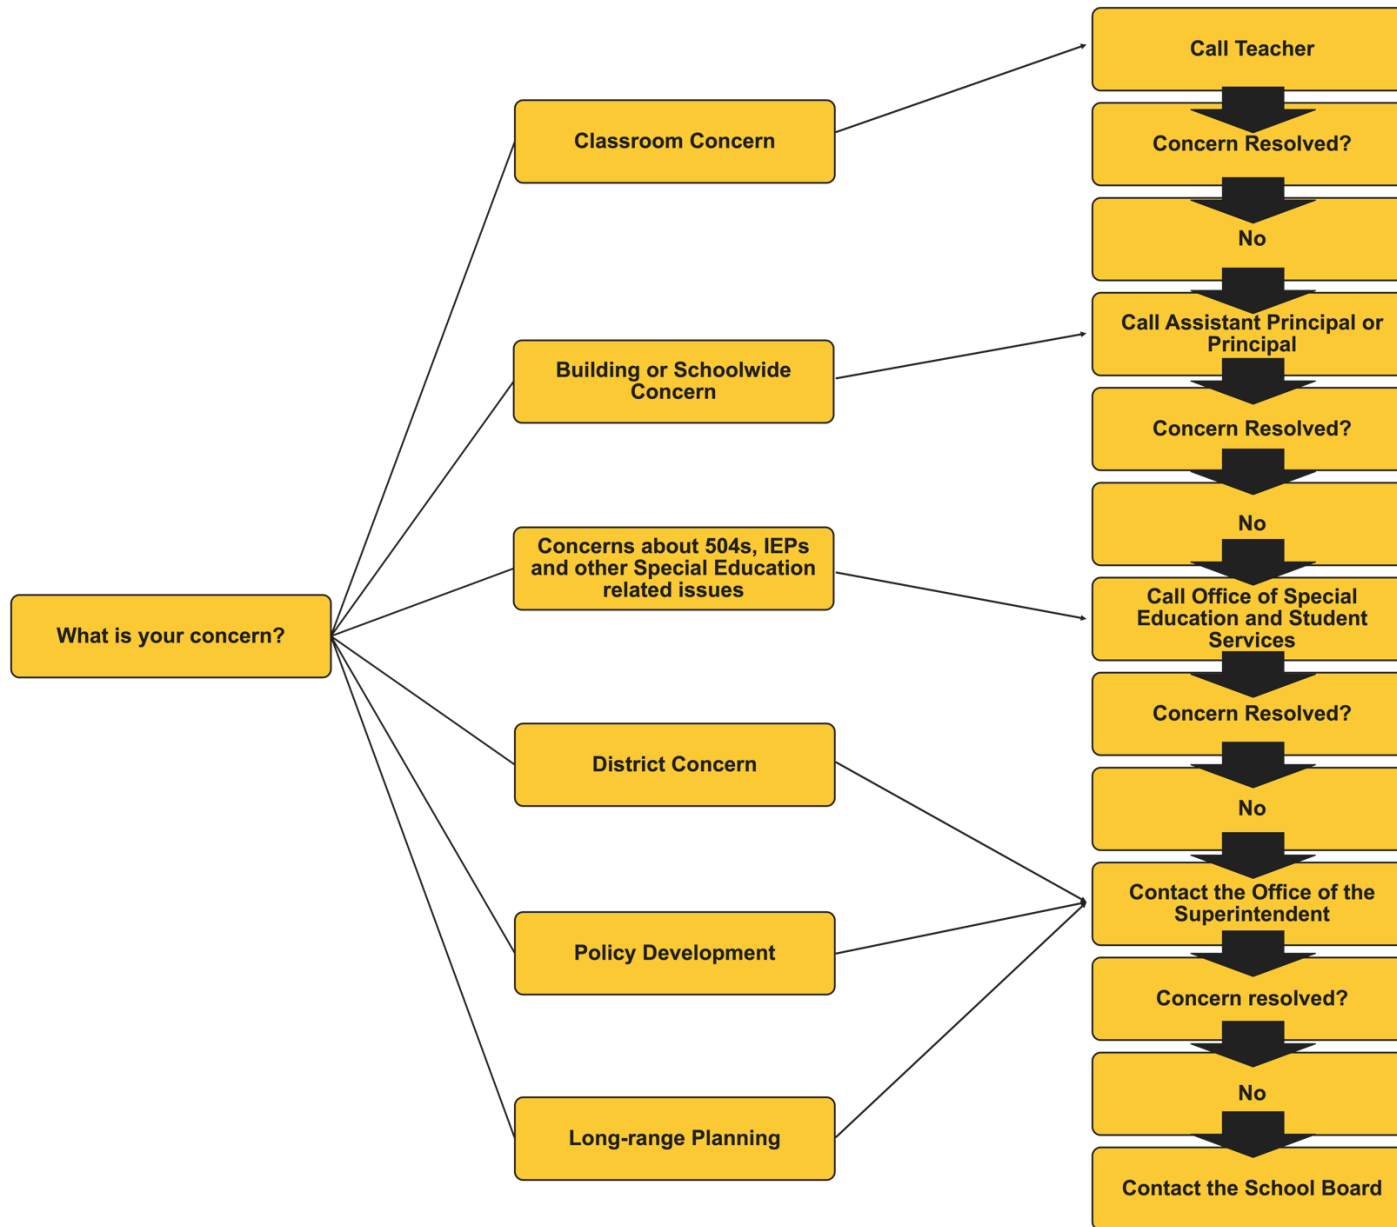 What is your concern?
Classroom Concern
Building or Schoolwide
Concern
Concerns about 504s, IEPs
and other Special Education
related issues
District Concern
Policy Development
Long-range Planning
Call Teacher
Concern Resolved?
No
Call Assistant Principal or
Principal
Concern Resolved?
No
Call Office of Special
Education and Student
Services
Concern Resolved?
No
Contact the Office of the
Superintendent
Concern resolved?
No
Contact the School Board